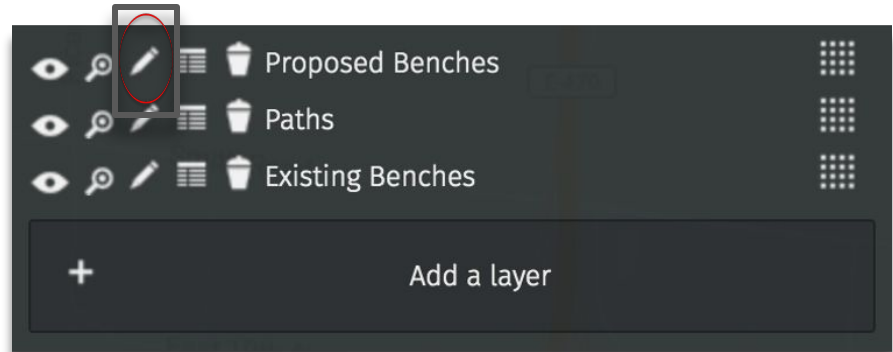 Proposed Benches
Paths
Existing Benches
+ Add a layer